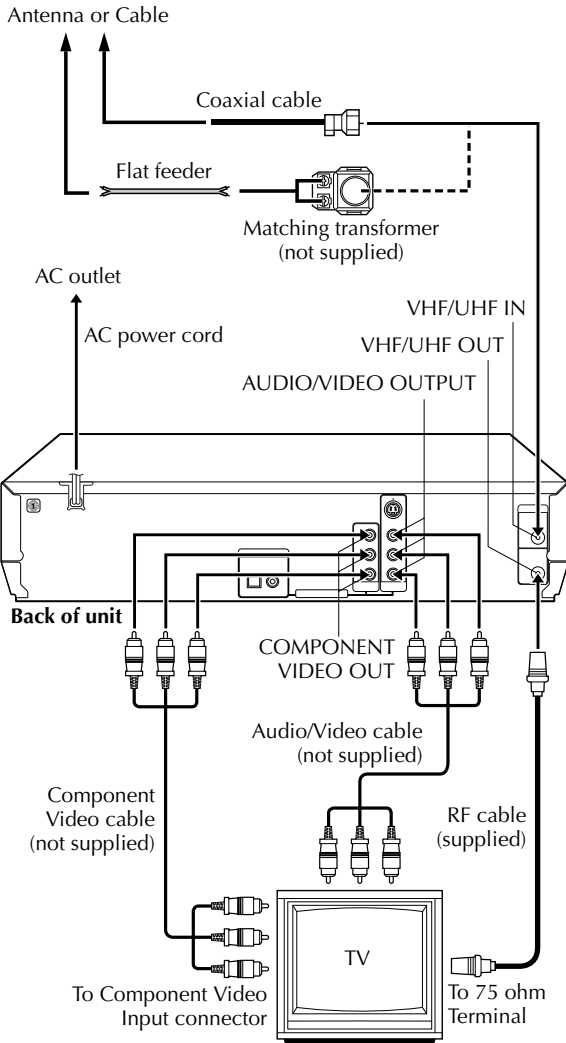 Antenna or Cable
Coaxial cable
Flat feeder
Matching transformer
(not supplied)
AC outlet
AC power cord
VHF/UHF IN
VHF/UHF OUT
AUDIO/VIDEO OUTPUT
Back of unit
COMPONENT
VIDEO OUT
Audio/Video cable
(not supplied)
Component
Video cable
(not supplied)
RF cable
(supplied)
TV
To Component Video
Input connector
To 75 ohm
Terminal